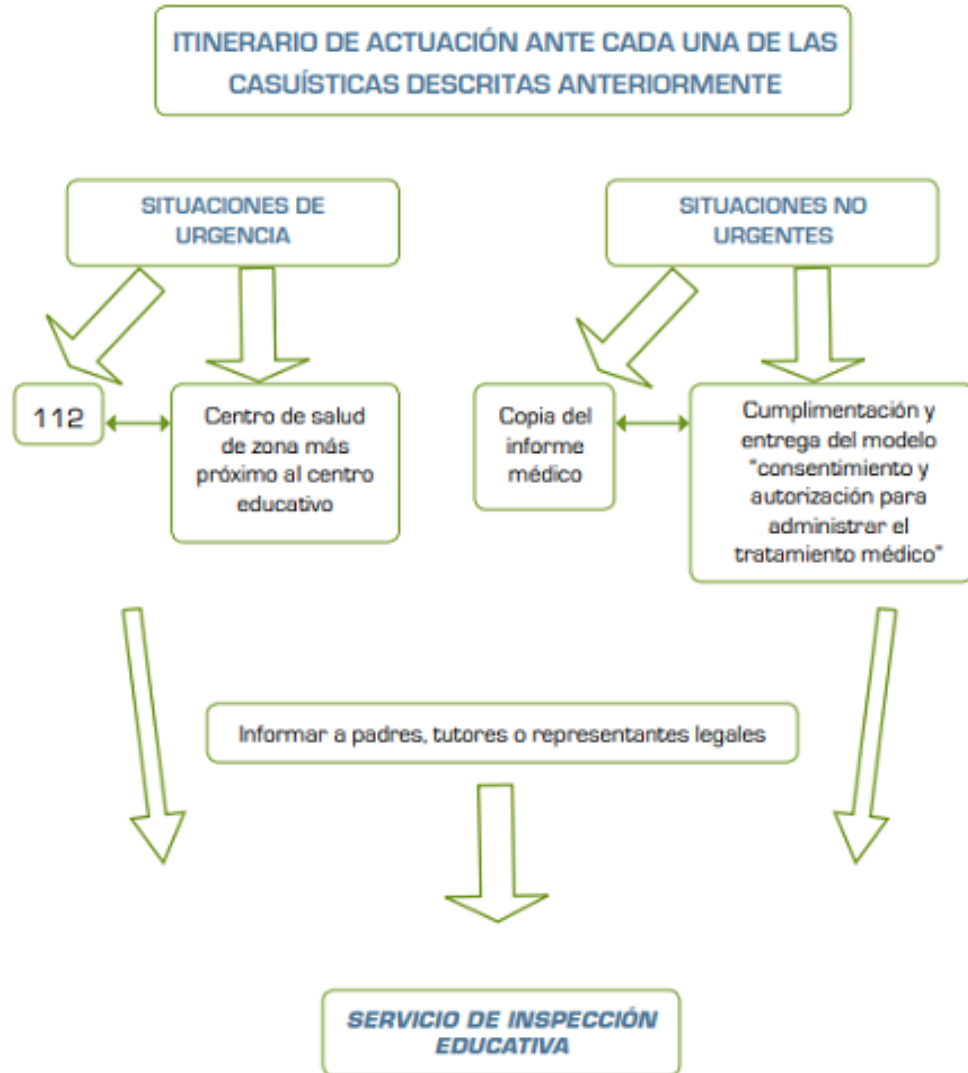 ITINERARIO DE ACTUACIÓN ANTE CADA UNA DE LAS
CASUÍSTICAS DESCRITAS ANTERIORMENTE
SITUACIONES DE
URGENCIA
SITUACIONES NO
URGENTES
112
Centro de salud
de zona más
próximo al centro
educativo
Copia del
informe
médico
Cumplimentación y
entrega del modelo
"consentimiento y
autorización para
administrar el
tratamiento médico"
Informar a padres, tutores o representantes legales
SERVICIO DE INSPECCIÓN
EDUCATIVA